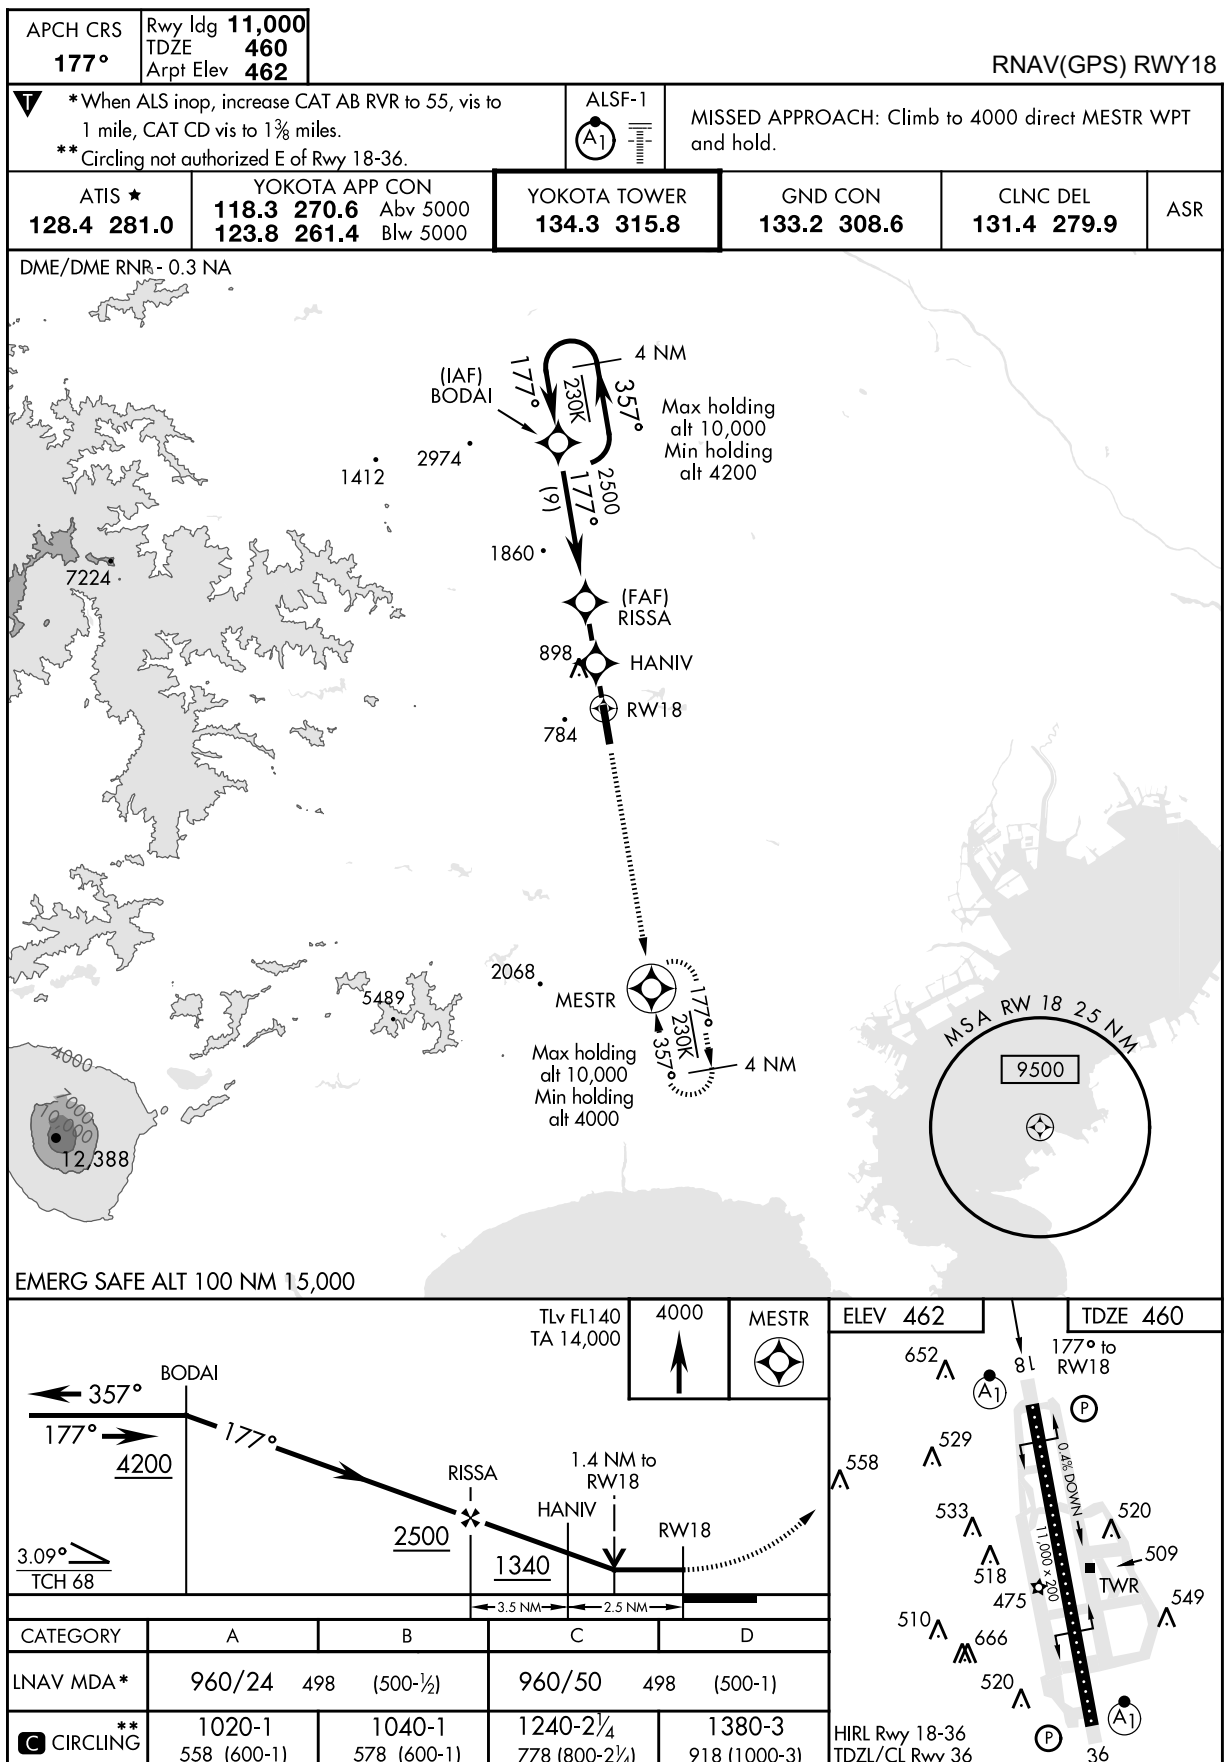 APCH CRS
177°
Rwy ldg 11,000
TDZE 460
Arpt Elev 462
RNAV(GPS) RWY18
T
*When ALS inop, increase CAT AB RVR to 55, vis to
1 mile, CAT CD vis to 1⅜ miles.
**Circling not authorized E of Rwy 18-36.
ALSF-1
A1
MISSED APPROACH: Climb to 4000 direct MESTR WPT
and hold.
ATIS ★
128.4 281.0
YOKOTA APP CON
118.3 270.6 Abv 5000
123.8 261.4 Blw 5000
YOKOTA TOWER
134.3 315.8
GND CON
133.2 308.6
CLNC DEL
131.4 279.9
ASR
DME/DME RNP - 0.3 NA
4 NM
177°
230K
357°
(IAF)
BODAI
Max holding
alt 10,000
Min holding
alt 4200
2974
1412
2500
177°
(9)
1860
7224
(FAF)
RISSA
898
HANIV
RW18
784
2068
MESTR
5489
177°
230K
357°
4 NM
Max holding
alt 10,000
Min holding
alt 4000
MSA RW 18 25 NM
9500
4000
7000
10000
12,388
EMERG SAFE ALT 100 NM 15,000
TLv FL140
TA 14,000
4000
MESTR
BODAI
357°
177°
4200
177°
RISSA
2500
HANIV
1340
1.4 NM to
RW18
RW18
3.09°
TCH 68
3.5 NM
2.5 NM
CATEGORY A B C D
LNAV MDA* 960/24 498 (500-½) 960/50 498 (500-1)
C CIRCLING ** 1020-1 1040-1 1240-2¼ 1380-3
558 (600-1) 578 (600-1) 778 (800-2¼) 918 (1000-3)
ELEV 462
TDZE 460
177° to
RW18
18
652
A1
P
529
558
0.4% DOWN
533
520
518
11,000 x 200
509
TWR
475
549
510
666
520
A1
P
HIRL Rwy 18-36
TDZL/CL Rwy 36
36